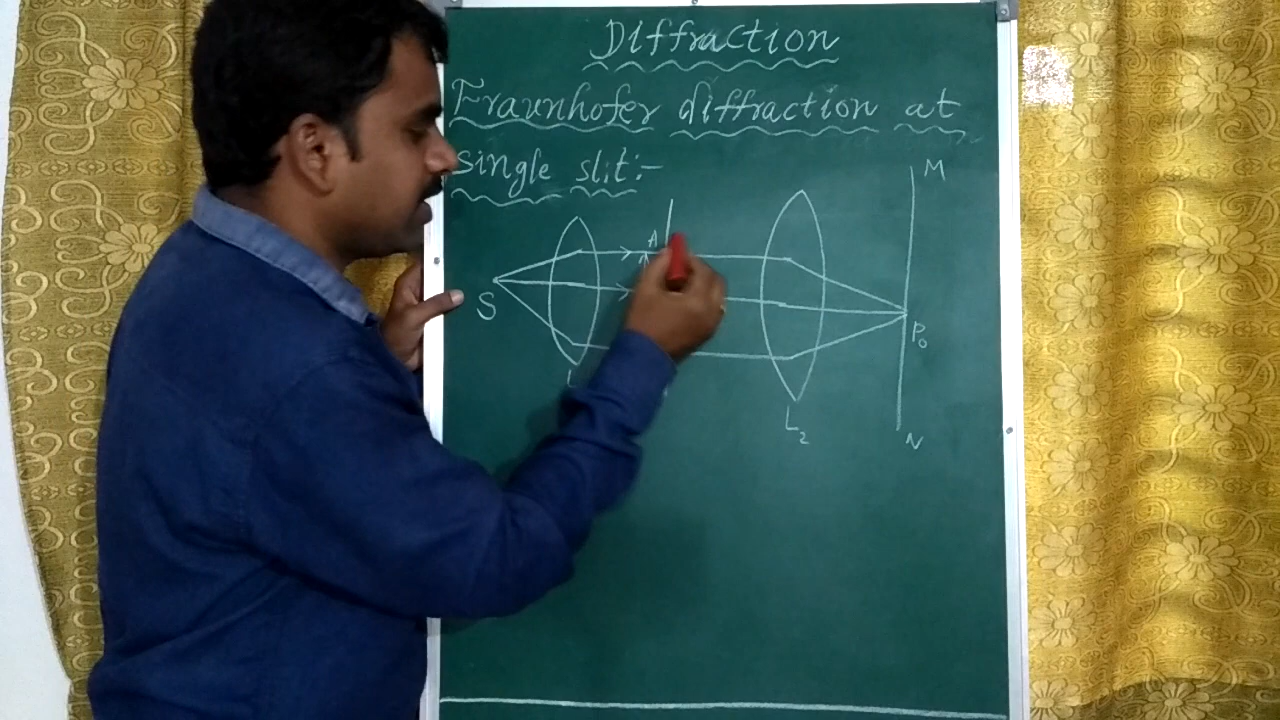 Diffraction
Fraunhofer diffraction at
single slit:-
M
A
S
P0
L2
N